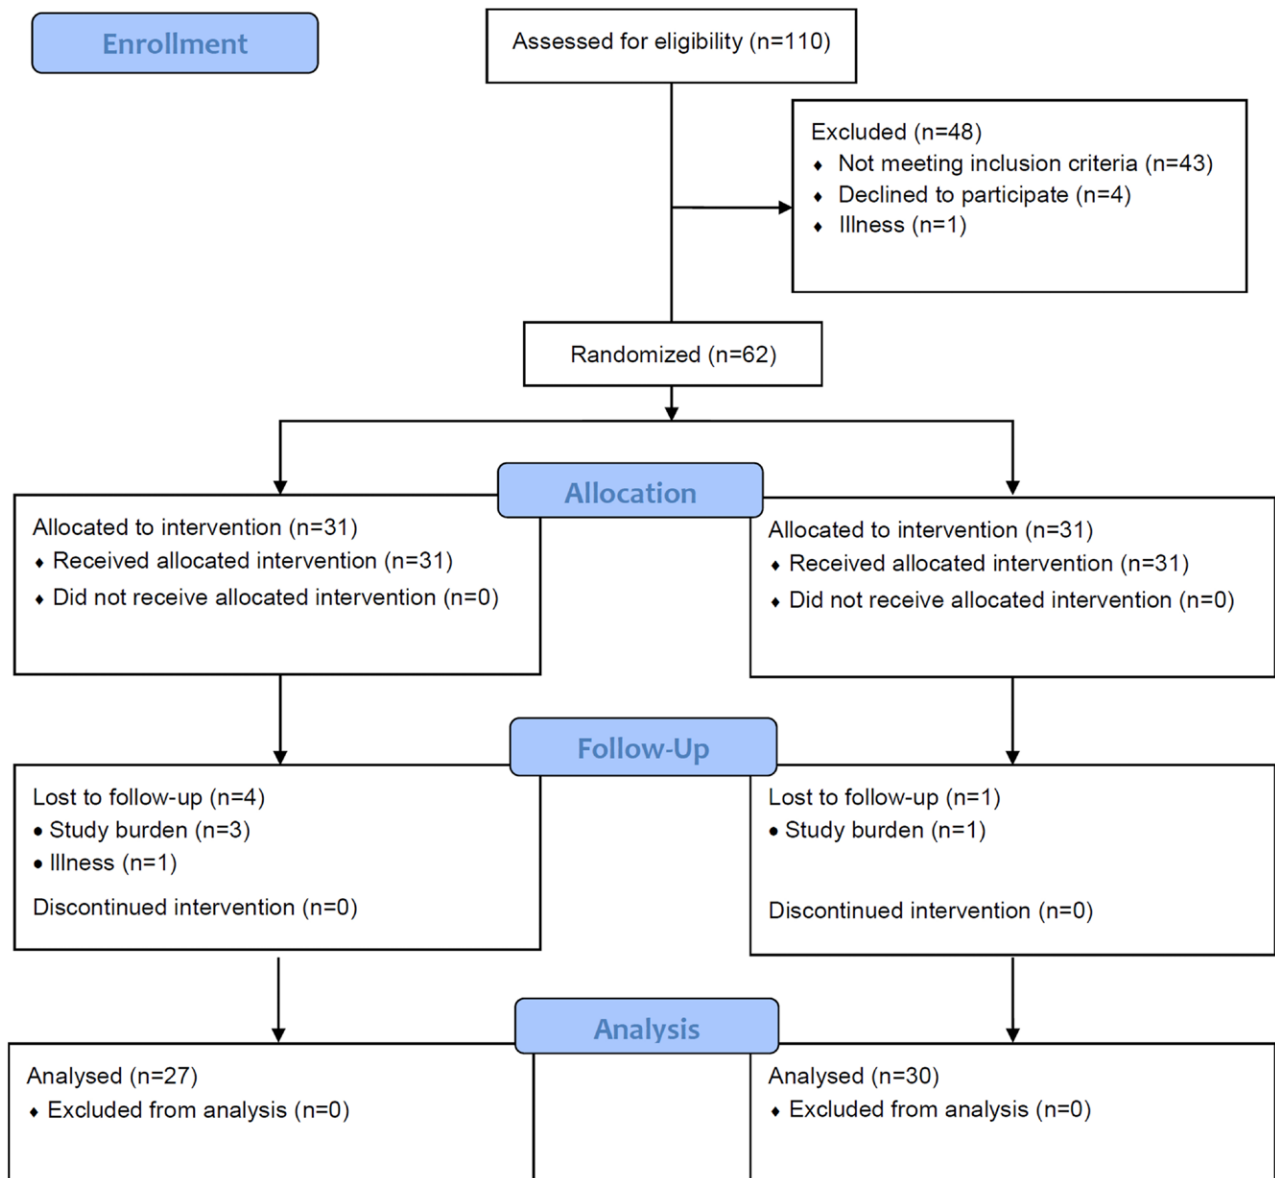 Enrollment
Assessed for eligibility (n=110)
Excluded (n=48)
♦ Not meeting inclusion criteria (n=43)
♦ Declined to participate (n=4)
♦ Illness (n=1)
Randomized (n=62)
Allocation
Allocated to intervention (n=31)
♦ Received allocated intervention (n=31)
♦ Did not receive allocated intervention (n=0)
Allocated to intervention (n=31)
♦ Received allocated intervention (n=31)
♦ Did not receive allocated intervention (n=0)
Follow-Up
Lost to follow-up (n=4)
• Study burden (n=3)
• Illness (n=1)
Discontinued intervention (n=0)
Lost to follow-up (n=1)
• Study burden (n=1)
Discontinued intervention (n=0)
Analysis
Analysed (n=27)
♦ Excluded from analysis (n=0)
Analysed (n=30)
♦ Excluded from analysis (n=0)